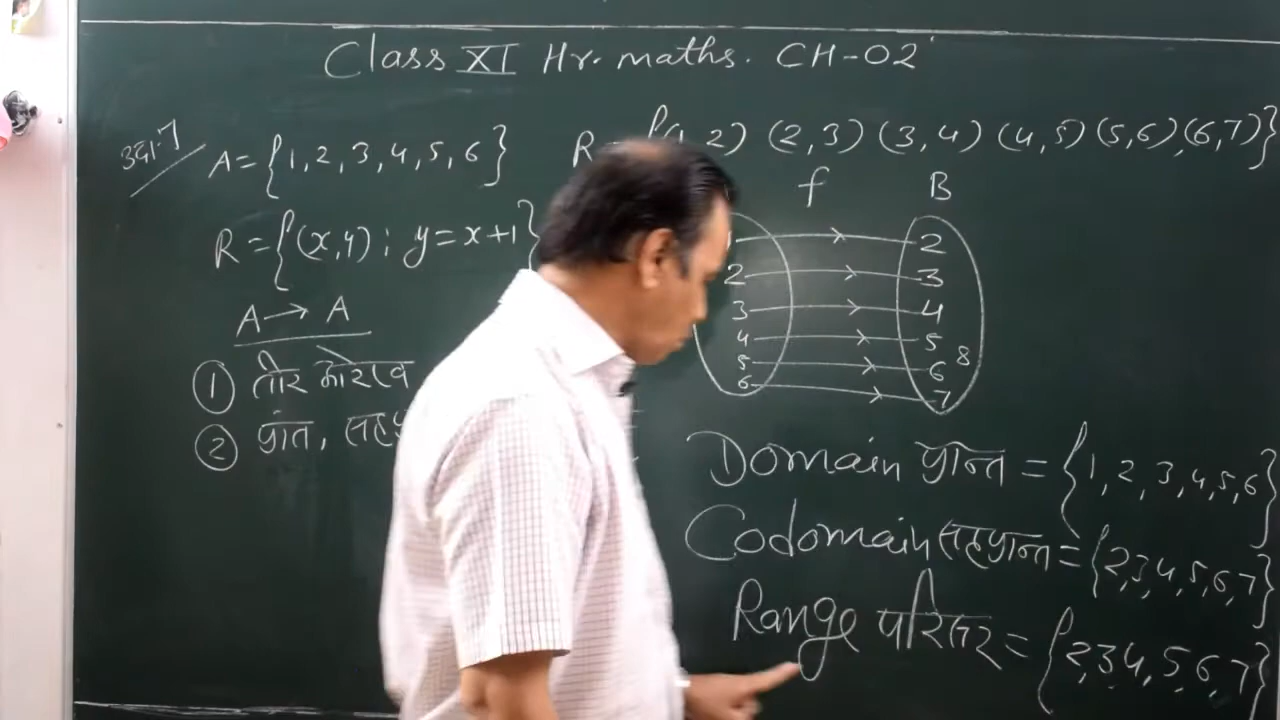 Class XI Hr. maths. CH-02
उदा.7 A={1,2,3,4,5,6} R {(1,2) (2,3) (3,4) (4,5) (5,6),(6,7)}
R={(x,y); y=x+1}
A→A
① तीर आरेख
② प्रांत,
f B
2
2 3
3 4
4 5
5 6 8
6 7
Domain प्रान्त = {1,2,3,4,5,6}
Codomain सहप्रान्त = {2,3,4,5,6,7}
Range परिसर = {2,3,4,5,6,7}